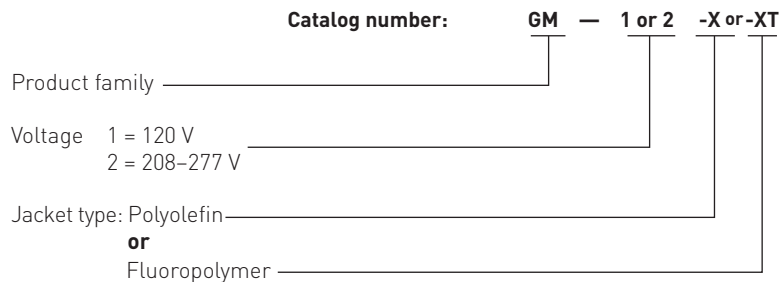 Catalog number: GM — 1 or 2 -X or -XT
Product family
Voltage 1 = 120 V
2 = 208–277 V
Jacket type: Polyolefin
or
Fluoropolymer